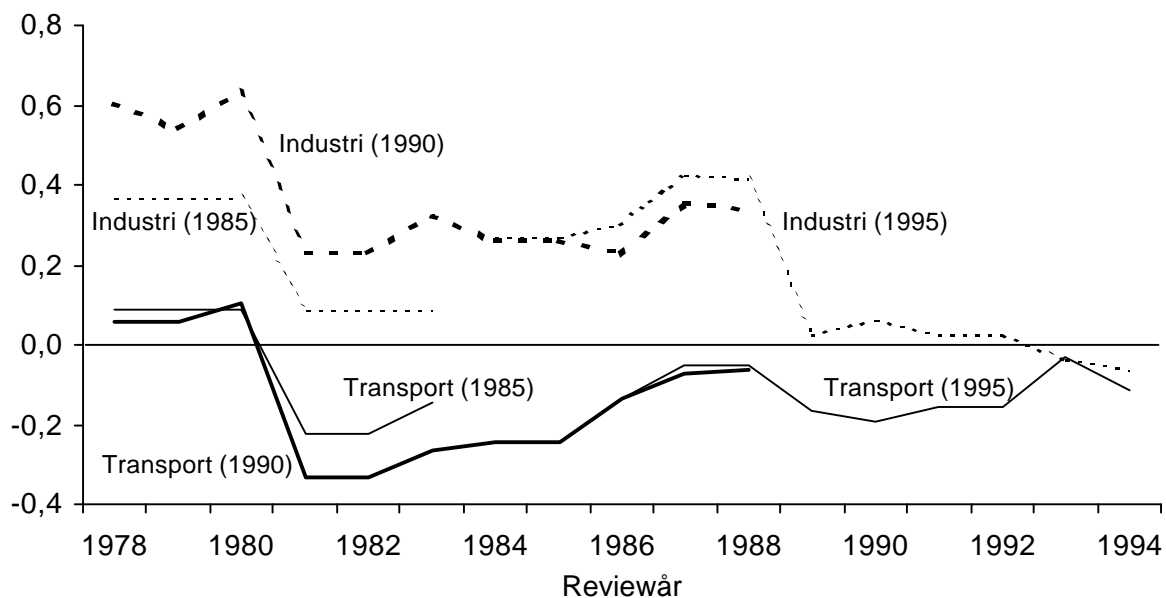 0,8
0,6
0,4
0,2
0,0
-0,2
-0,4
Industri (1990)
Industri (1985)
Industri (1995)
Transport (1985)
Transport (1995)
Transport (1990)
1978 1980 1982 1984 1986 1988 1990 1992 1994
Reviewår